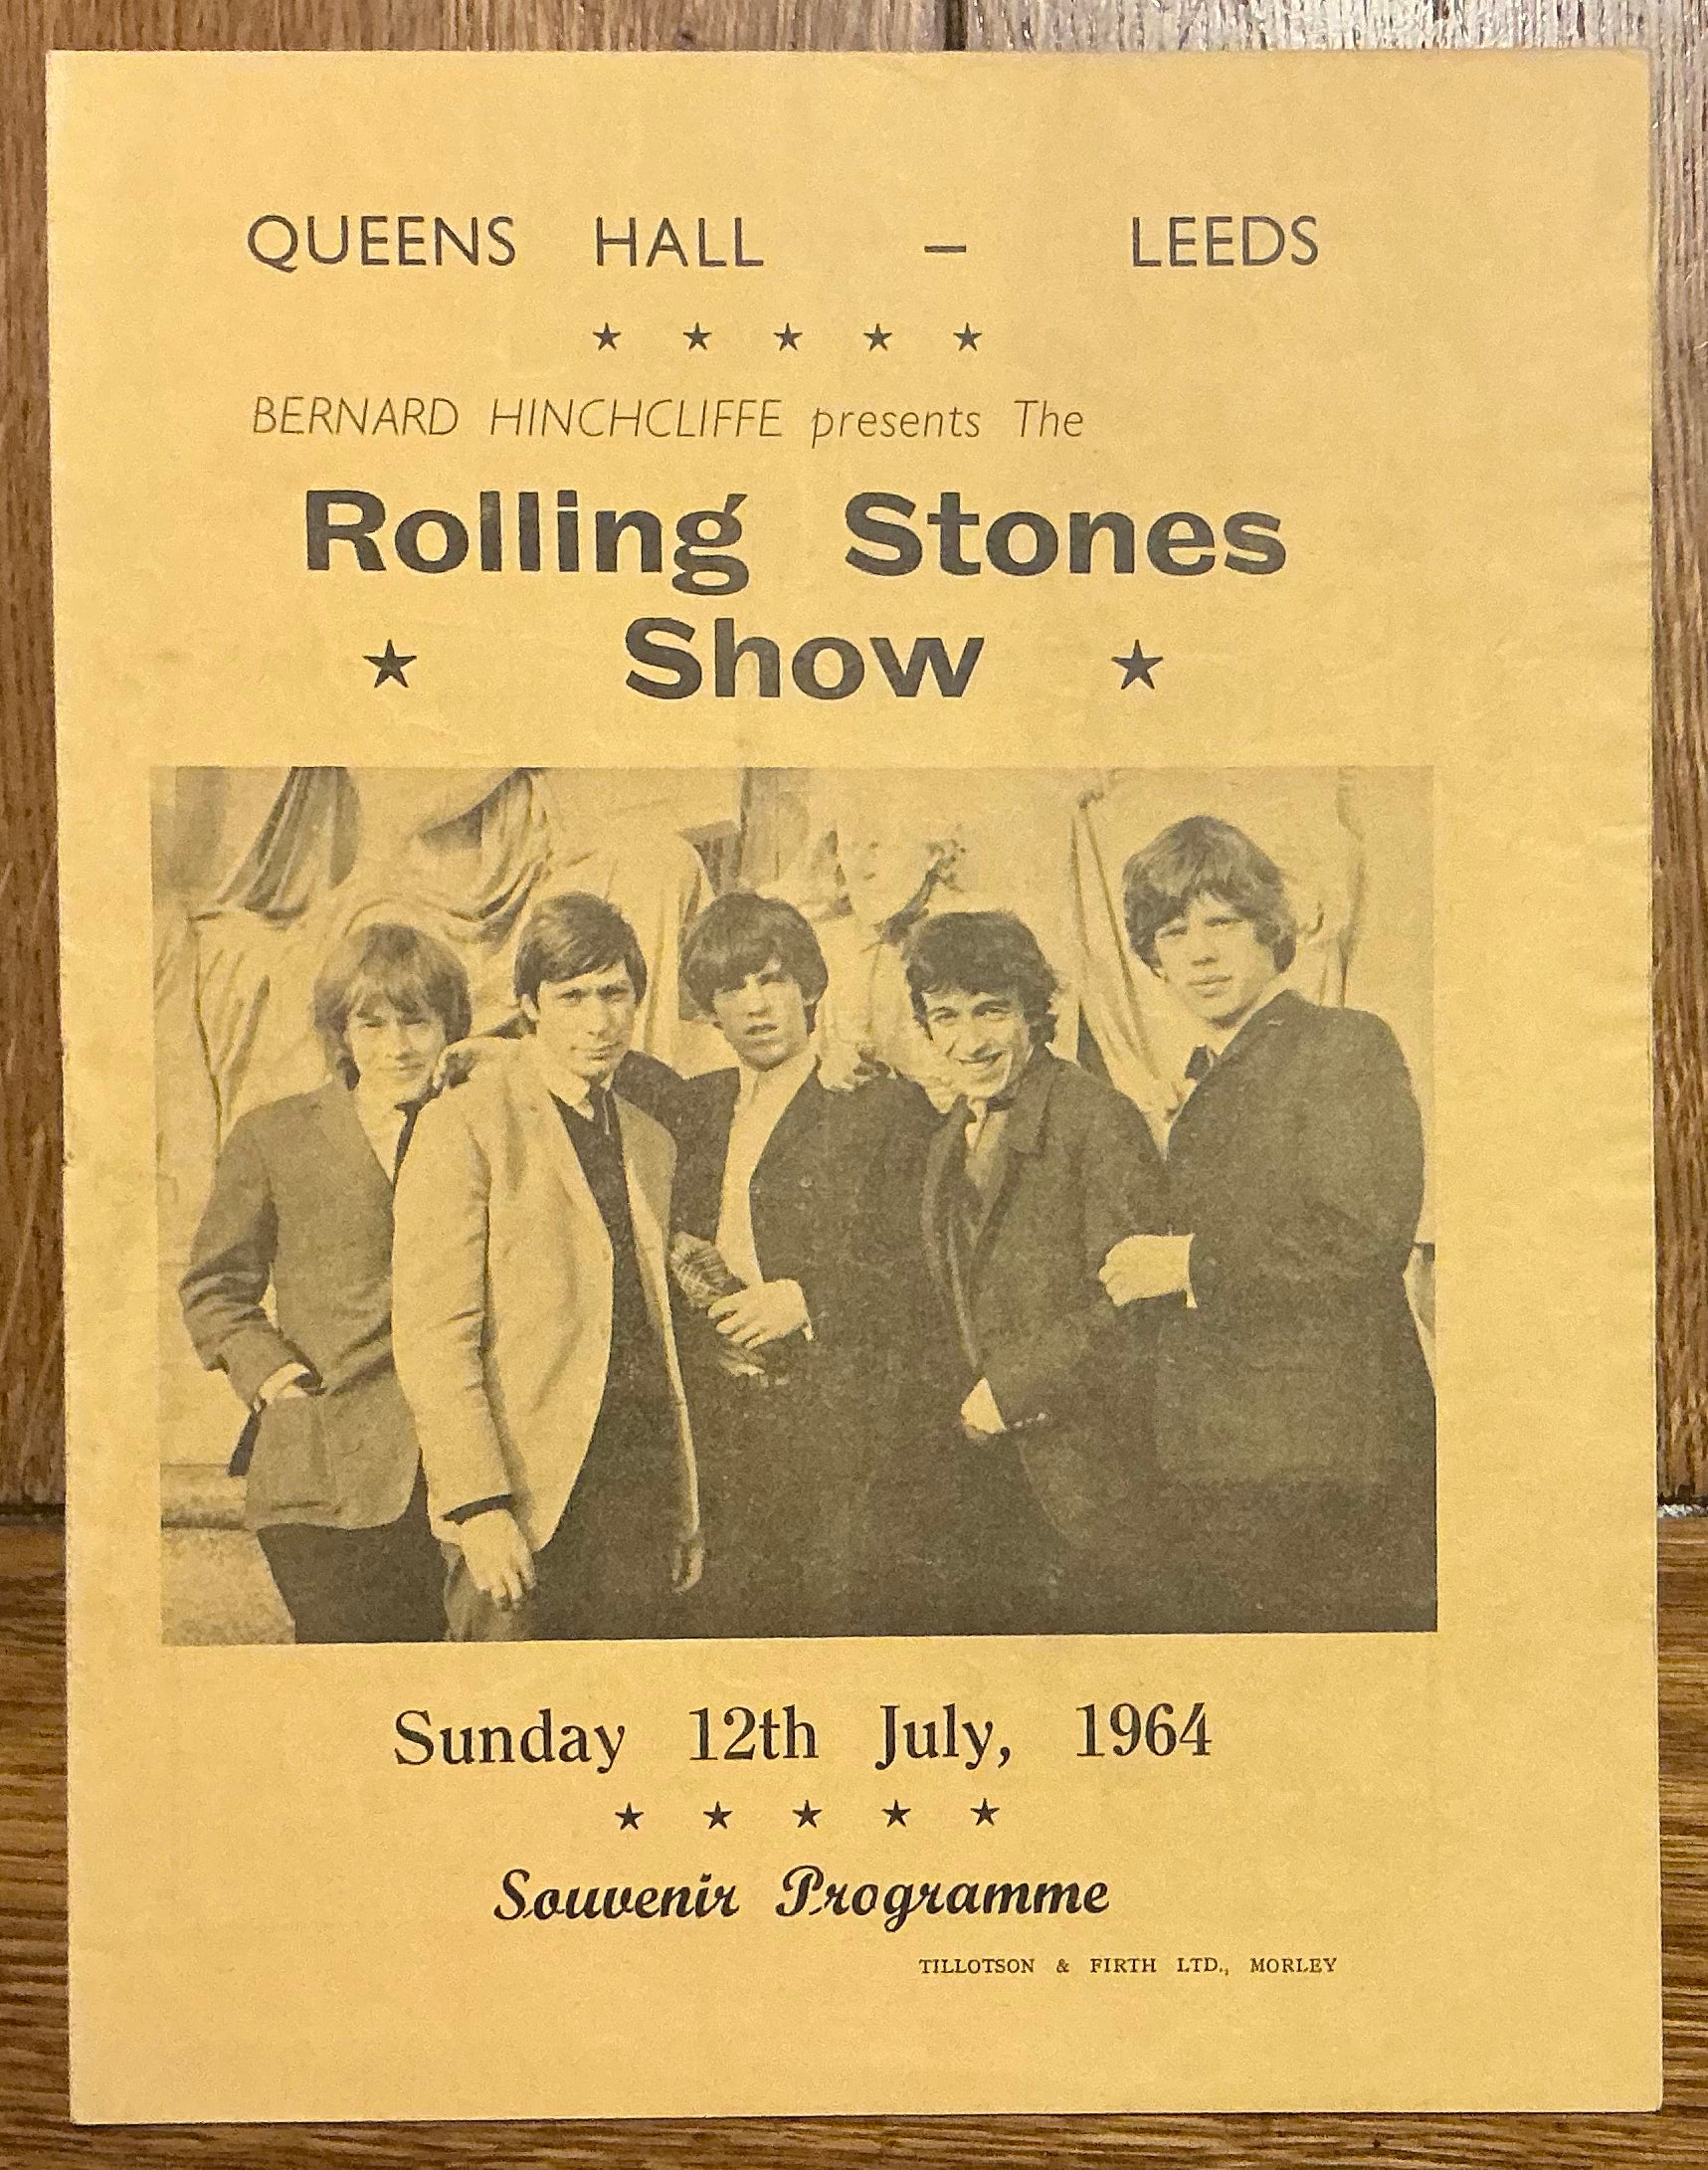 QUEENS HALL – LEEDS
★ ★ ★ ★ ★
BERNARD HINCHCLIFFE presents The
Rolling Stones
★ Show ★
Sunday 12th July, 1964
★ ★ ★ ★ ★
Souvenir Programme
TILLOTSON & FIRTH LTD., MORLEY